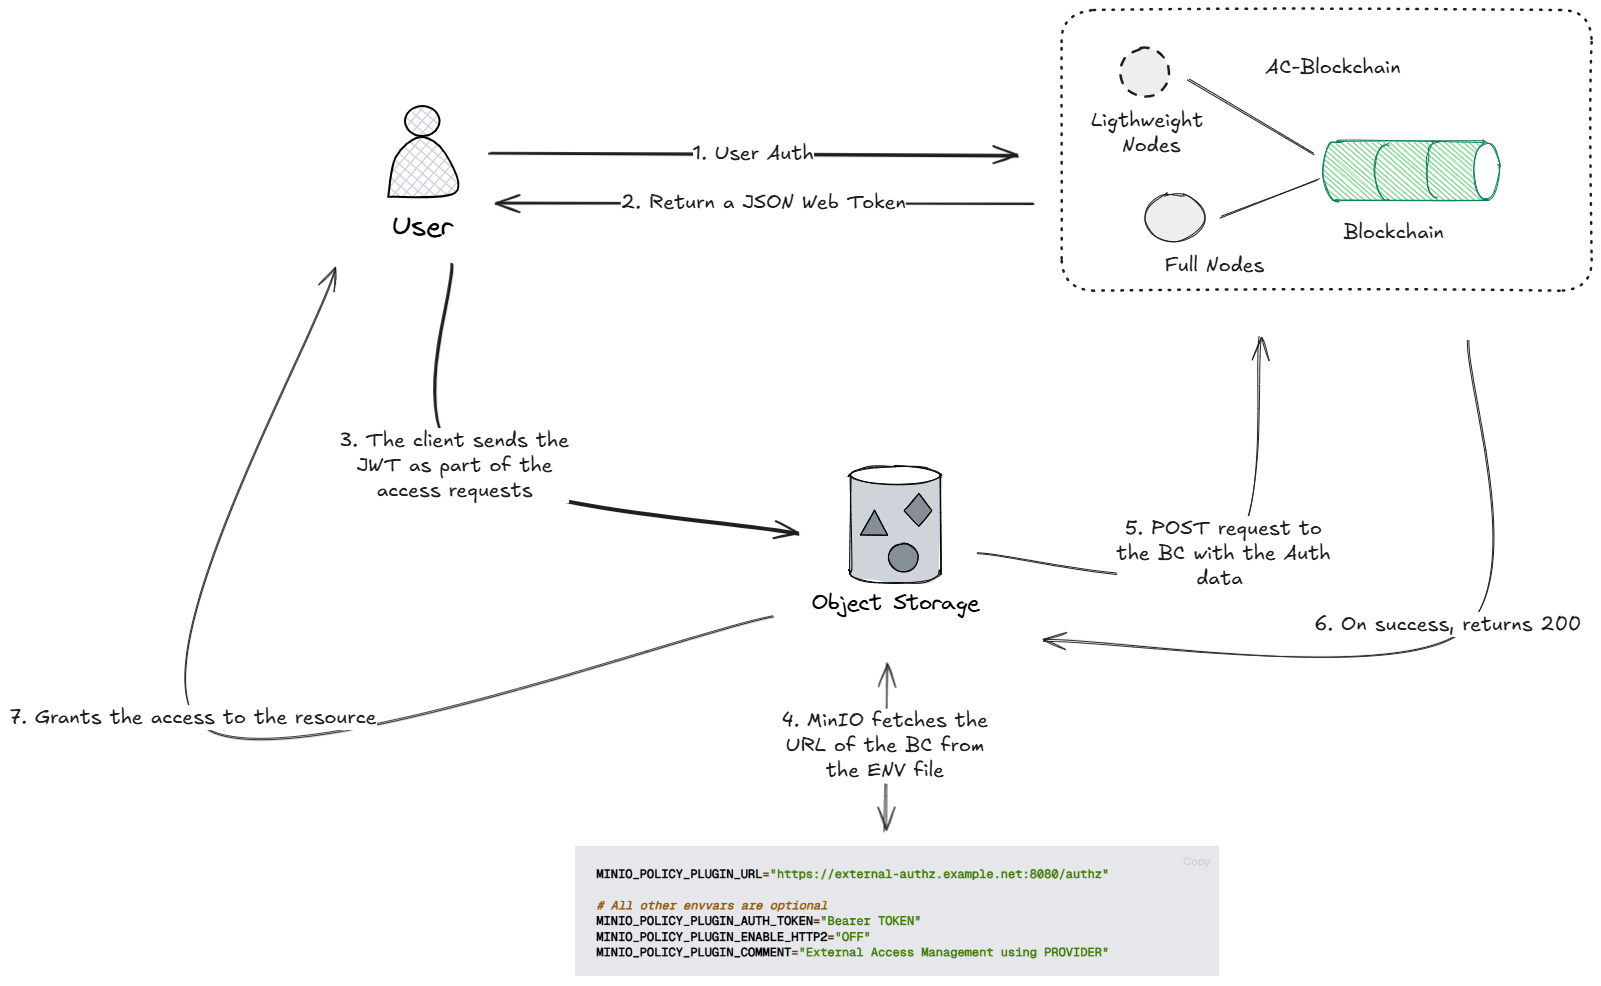 AC-Blockchain
Ligthweight
Nodes
1. User Auth
2. Return a JSON Web Token
User
Blockchain
Full Nodes
3. The client sends the
JWT as part of the
access requests
5. POST request to
the BC with the Auth
data
Object Storage
6. On success, returns 200
7. Grants the access to the resource
4. MinIO fetches the
URL of the BC from
the ENV file
Copy
MINIO_POLICY_PLUGIN_URL="https://external-authz.example.net:8080/authz"
# All other envvars are optional
MINIO_POLICY_PLUGIN_AUTH_TOKEN="Bearer TOKEN"
MINIO_POLICY_PLUGIN_ENABLE_HTTP2="OFF"
MINIO_POLICY_PLUGIN_COMMENT="External Access Management using PROVIDER"